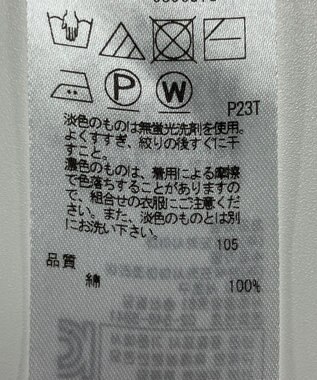 P
W
P23T
淡色のものは無蛍光洗剤を使用。
よくすすぎ、絞りの後すぐに干
すこと。
濃色のものは、着用による摩擦
で色落ちすることがありますの
で、組合せの衣服にご注意くだ
さい。また、淡色のものとは別
にお洗い下さい。
105
品質
綿 100%